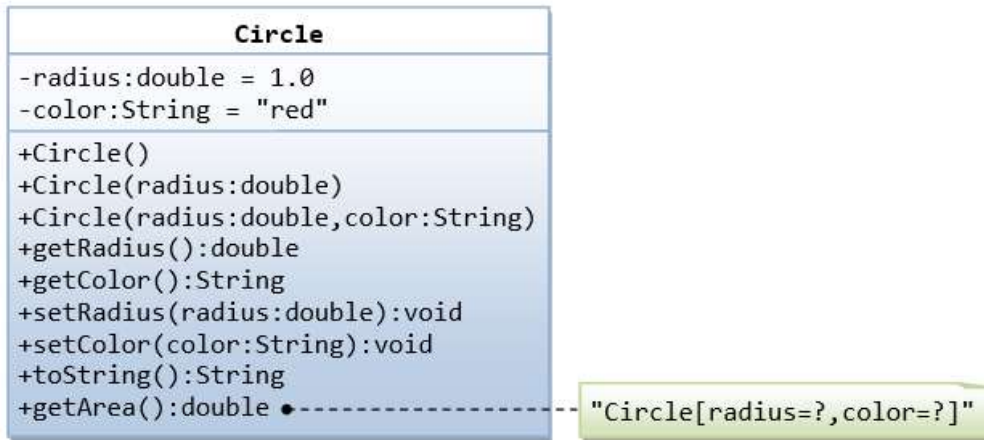 Circle
-radius:double = 1.0
-color:String = "red"
+Circle()
+Circle(radius:double)
+Circle(radius:double,color:String)
+getRadius():double
+getColor():String
+setRadius(radius:double):void
+setColor(color:String):void
+toString():String
+getArea():double
"Circle[radius=?,color=?]"